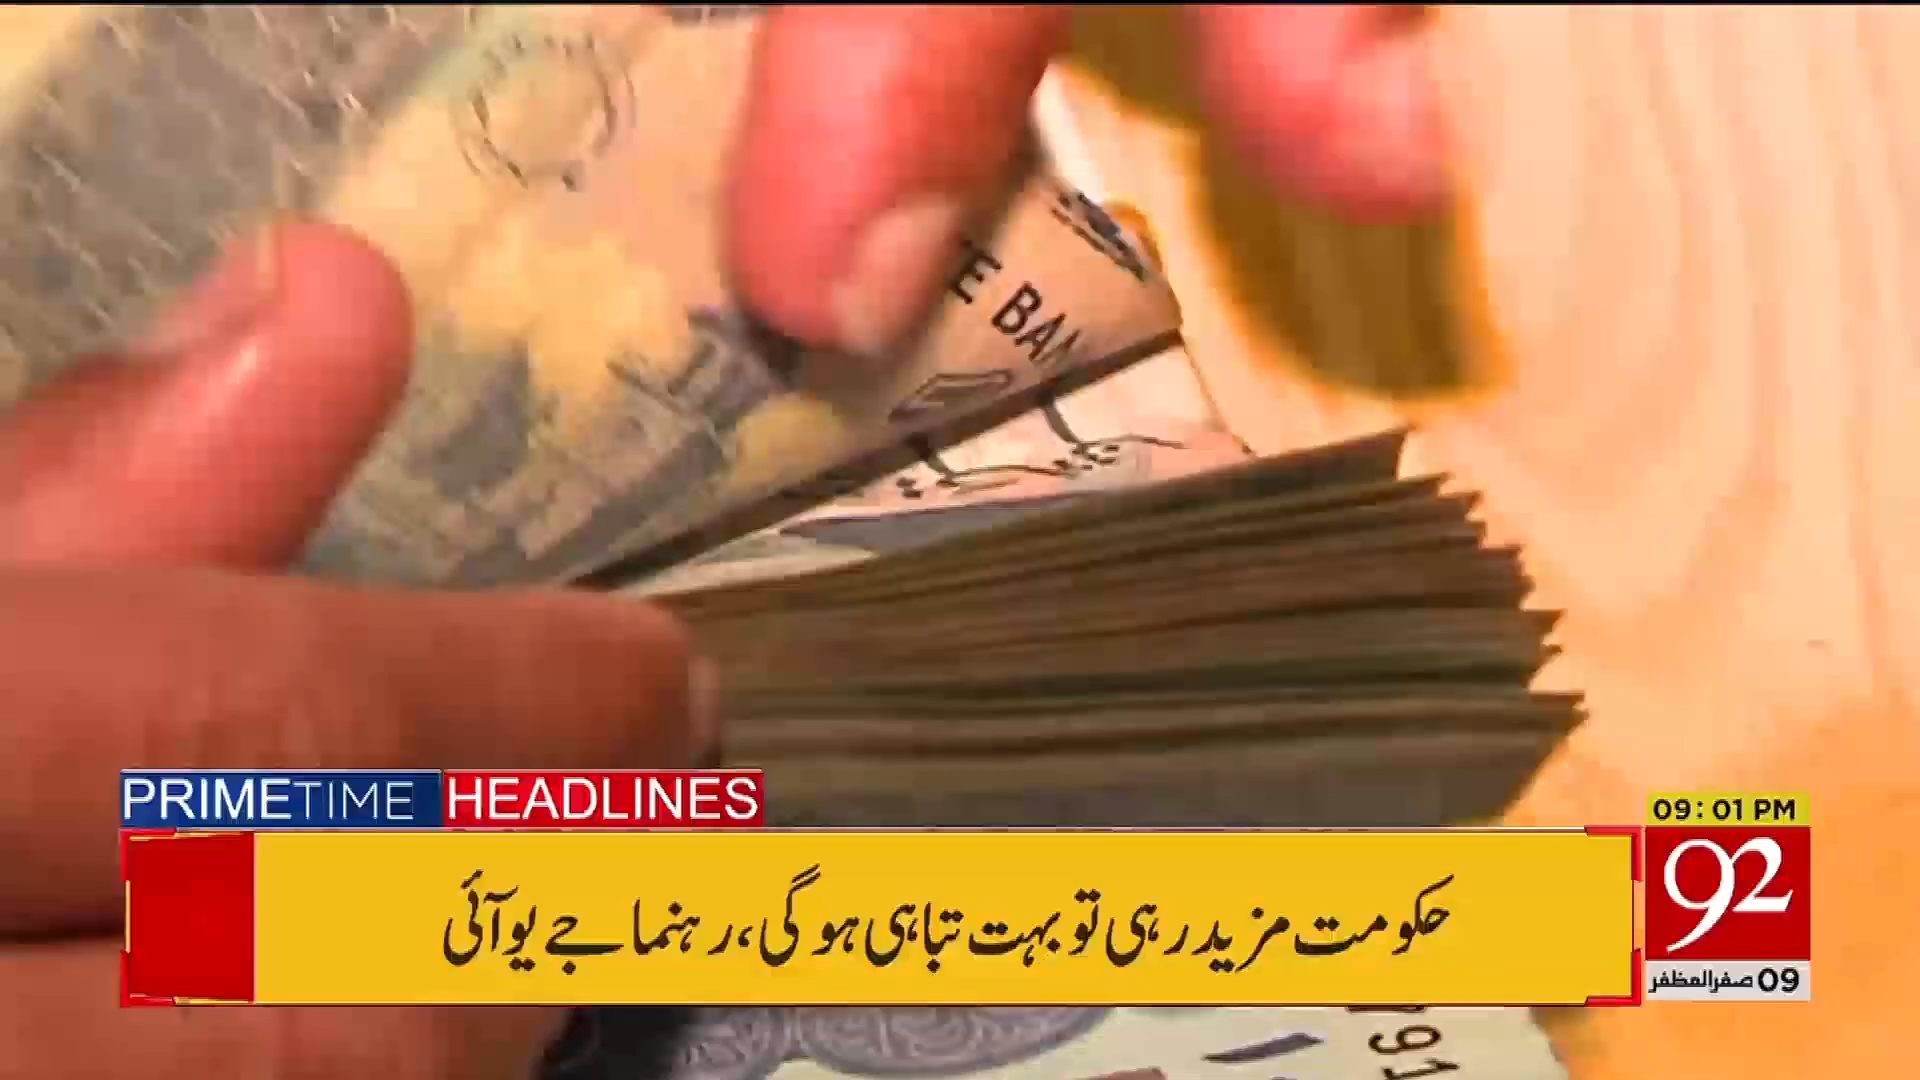 E BAN
PRIMETIME HEADLINES
09:01 PM
92
حکومت مزید رہی تو بہت تباہی ہو گی، رہنما جے یو آئی
09 صفر المظفر
791